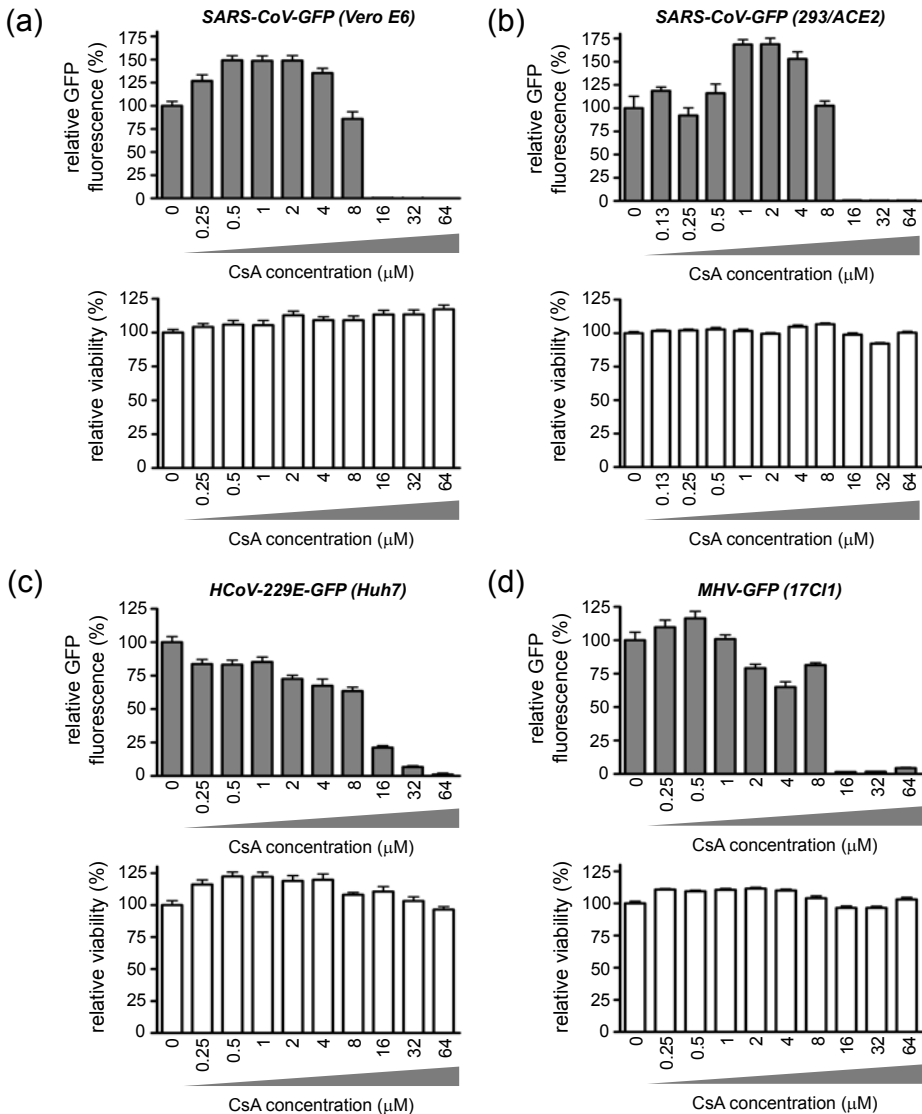 (a)
SARS-CoV-GFP (Vero E6)
relative GFP
fluorescence (%)
175
150
125
100
75
50
25
0
0 0.25 0.5 1 2 4 8 16 32 64
CsA concentration (μM)
relative viability (%)
125
100
75
50
25
0
0 0.25 0.5 1 2 4 8 16 32 64
CsA concentration (μM)
(b)
SARS-CoV-GFP (293/ACE2)
relative GFP
fluorescence (%)
175
150
125
100
75
50
25
0
0 0.13 0.25 0.5 1 2 4 8 16 32 64
CsA concentration (μM)
relative viability (%)
125
100
75
50
25
0
0 0.13 0.25 0.5 1 2 4 8 16 32 64
CsA concentration (μM)
(c)
HCoV-229E-GFP (Huh7)
relative GFP
fluorescence (%)
125
100
75
50
25
0
0 0.25 0.5 1 2 4 8 16 32 64
CsA concentration (μM)
relative viability (%)
125
100
75
50
25
0
0 0.25 0.5 1 2 4 8 16 32 64
CsA concentration (μM)
(d)
MHV-GFP (17Cl1)
relative GFP
fluorescence (%)
125
100
75
50
25
0
0 0.25 0.5 1 2 4 8 16 32 64
CsA concentration (μM)
relative viability (%)
125
100
75
50
25
0
0 0.25 0.5 1 2 4 8 16 32 64
CsA concentration (μM)